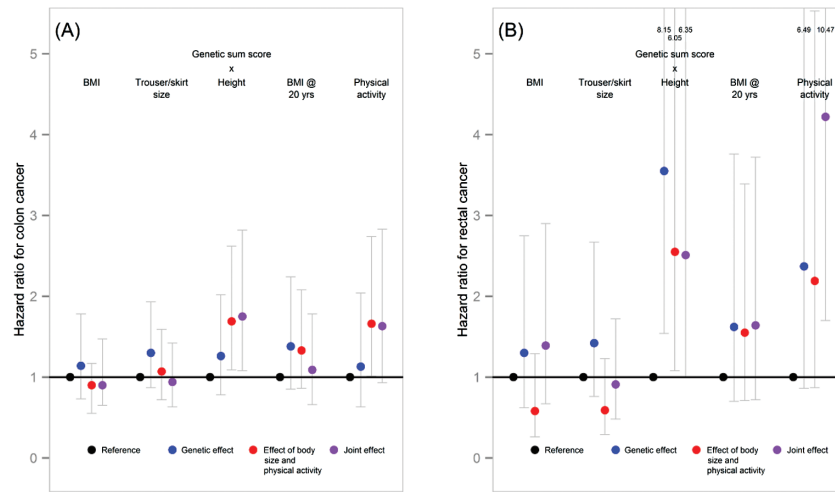 (A)
Genetic sum score
x
BMI Trouser/skirt size Height BMI @ 20 yrs Physical activity
Hazard ratio for colon cancer
5
4
3
2
1
0
Reference Genetic effect Effect of body size and physical activity Joint effect
(B)
8.15 6.05 6.35 6.49 10.47
Genetic sum score
x
BMI Trouser/skirt size Height BMI @ 20 yrs Physical activity
Hazard ratio for rectal cancer
5
4
3
2
1
0
Reference Genetic effect Effect of body size and physical activity Joint effect